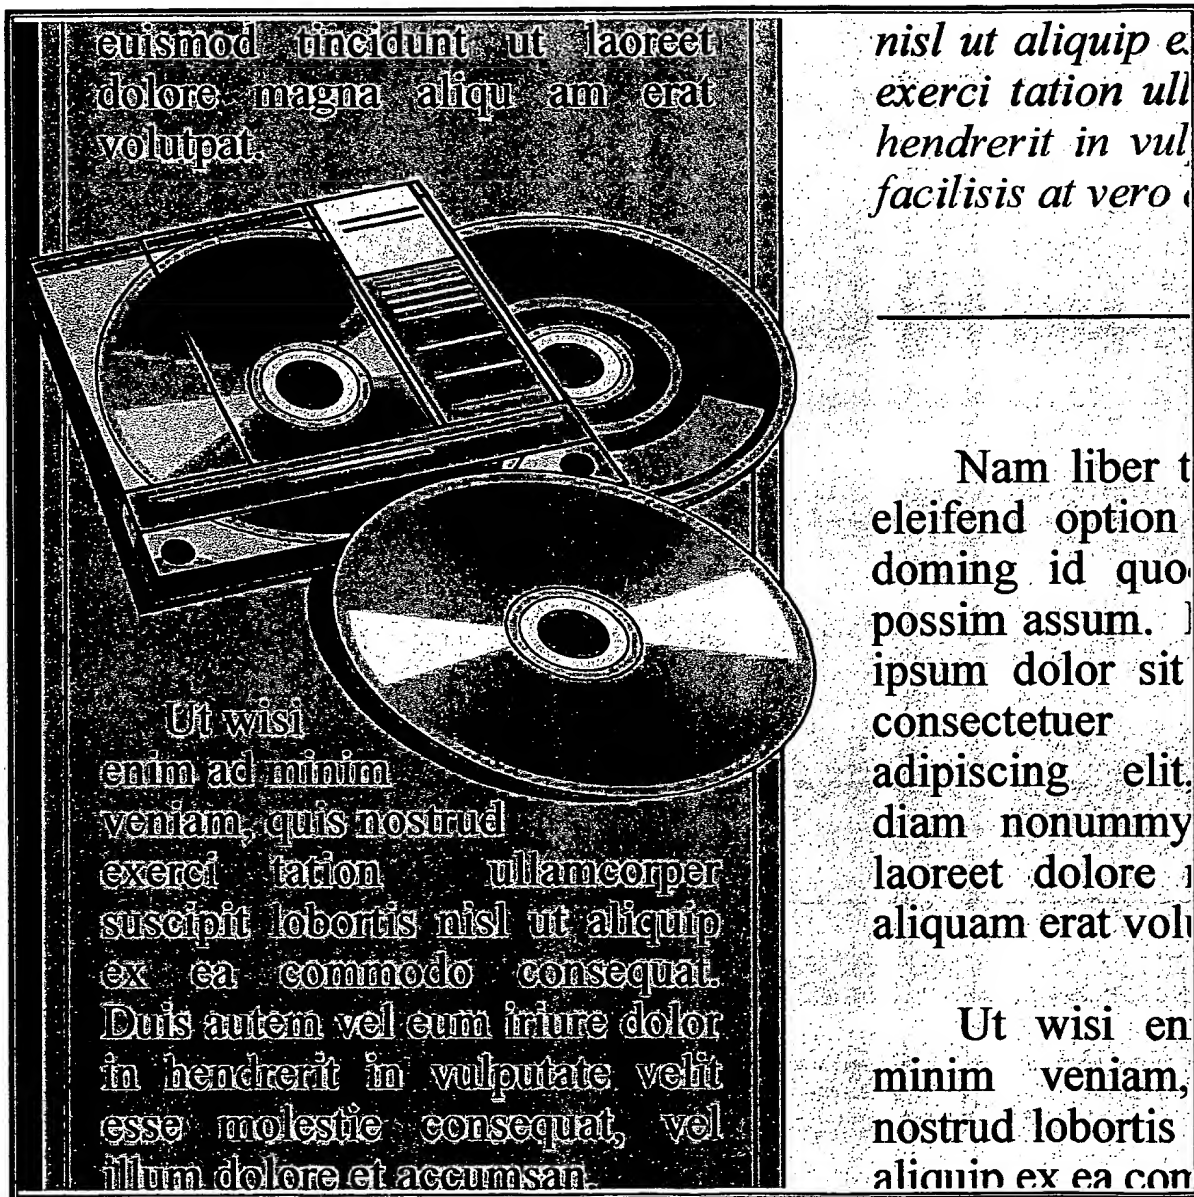 euismod tincidunt ut laoreet
dolore magna aliqu am erat
volutpat.
Ut wisi
enim ad minim
veniam, quis nostrud
exerci tation ullamcorper
suscipit lobortis nisl ut aliquip
ex ea commodo consequat.
Duis autem vel eum iriure dolor
in hendrerit in vulputate velit
esse molestie consequat, vel
illum dolore et accumsan.
nisl ut aliquip
exerci tation
hendrerit in
facilisis at vero
Nam liber
eleifend option
doming id
possim assum.
ipsum dolor sit
consectetuer
adipiscing elit,
diam nonummy
laoreet dolore
aliquam erat
Ut wisi
minim veniam,
nostrud lobortis
aliquip ex ea